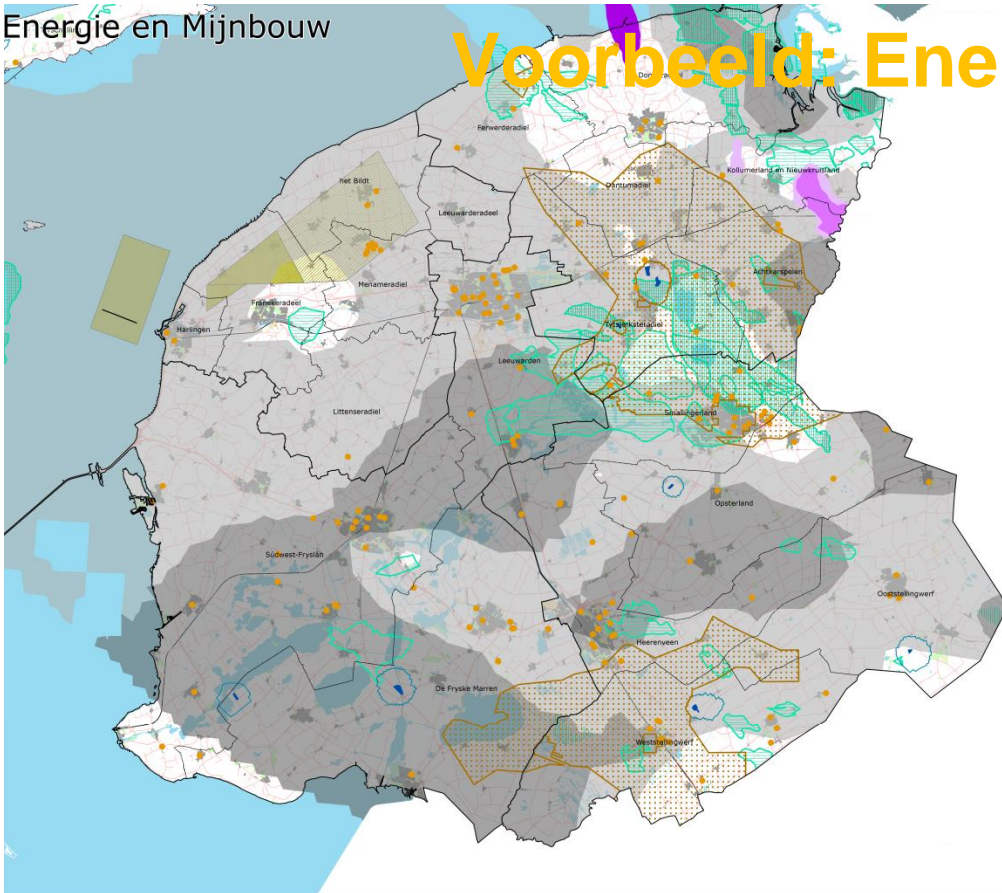 Energie en Mijnbouw
Voorbeeld: Ene
Ferwerderadiel
Kollumerland en Nieuwkruisland
Dantumadiel
het Bildt
Leeuwarderadeel
Achtkarspelen
Menameradiel
Franekeradeel
Tytsjerksteradiel
Harlingen
Leeuwarden
Littenseradiel
Smallingerland
Opsterland
Súdwest-Fryslân
Ooststellingwerf
Heerenveen
De Fryske Marren
Weststellingwerf